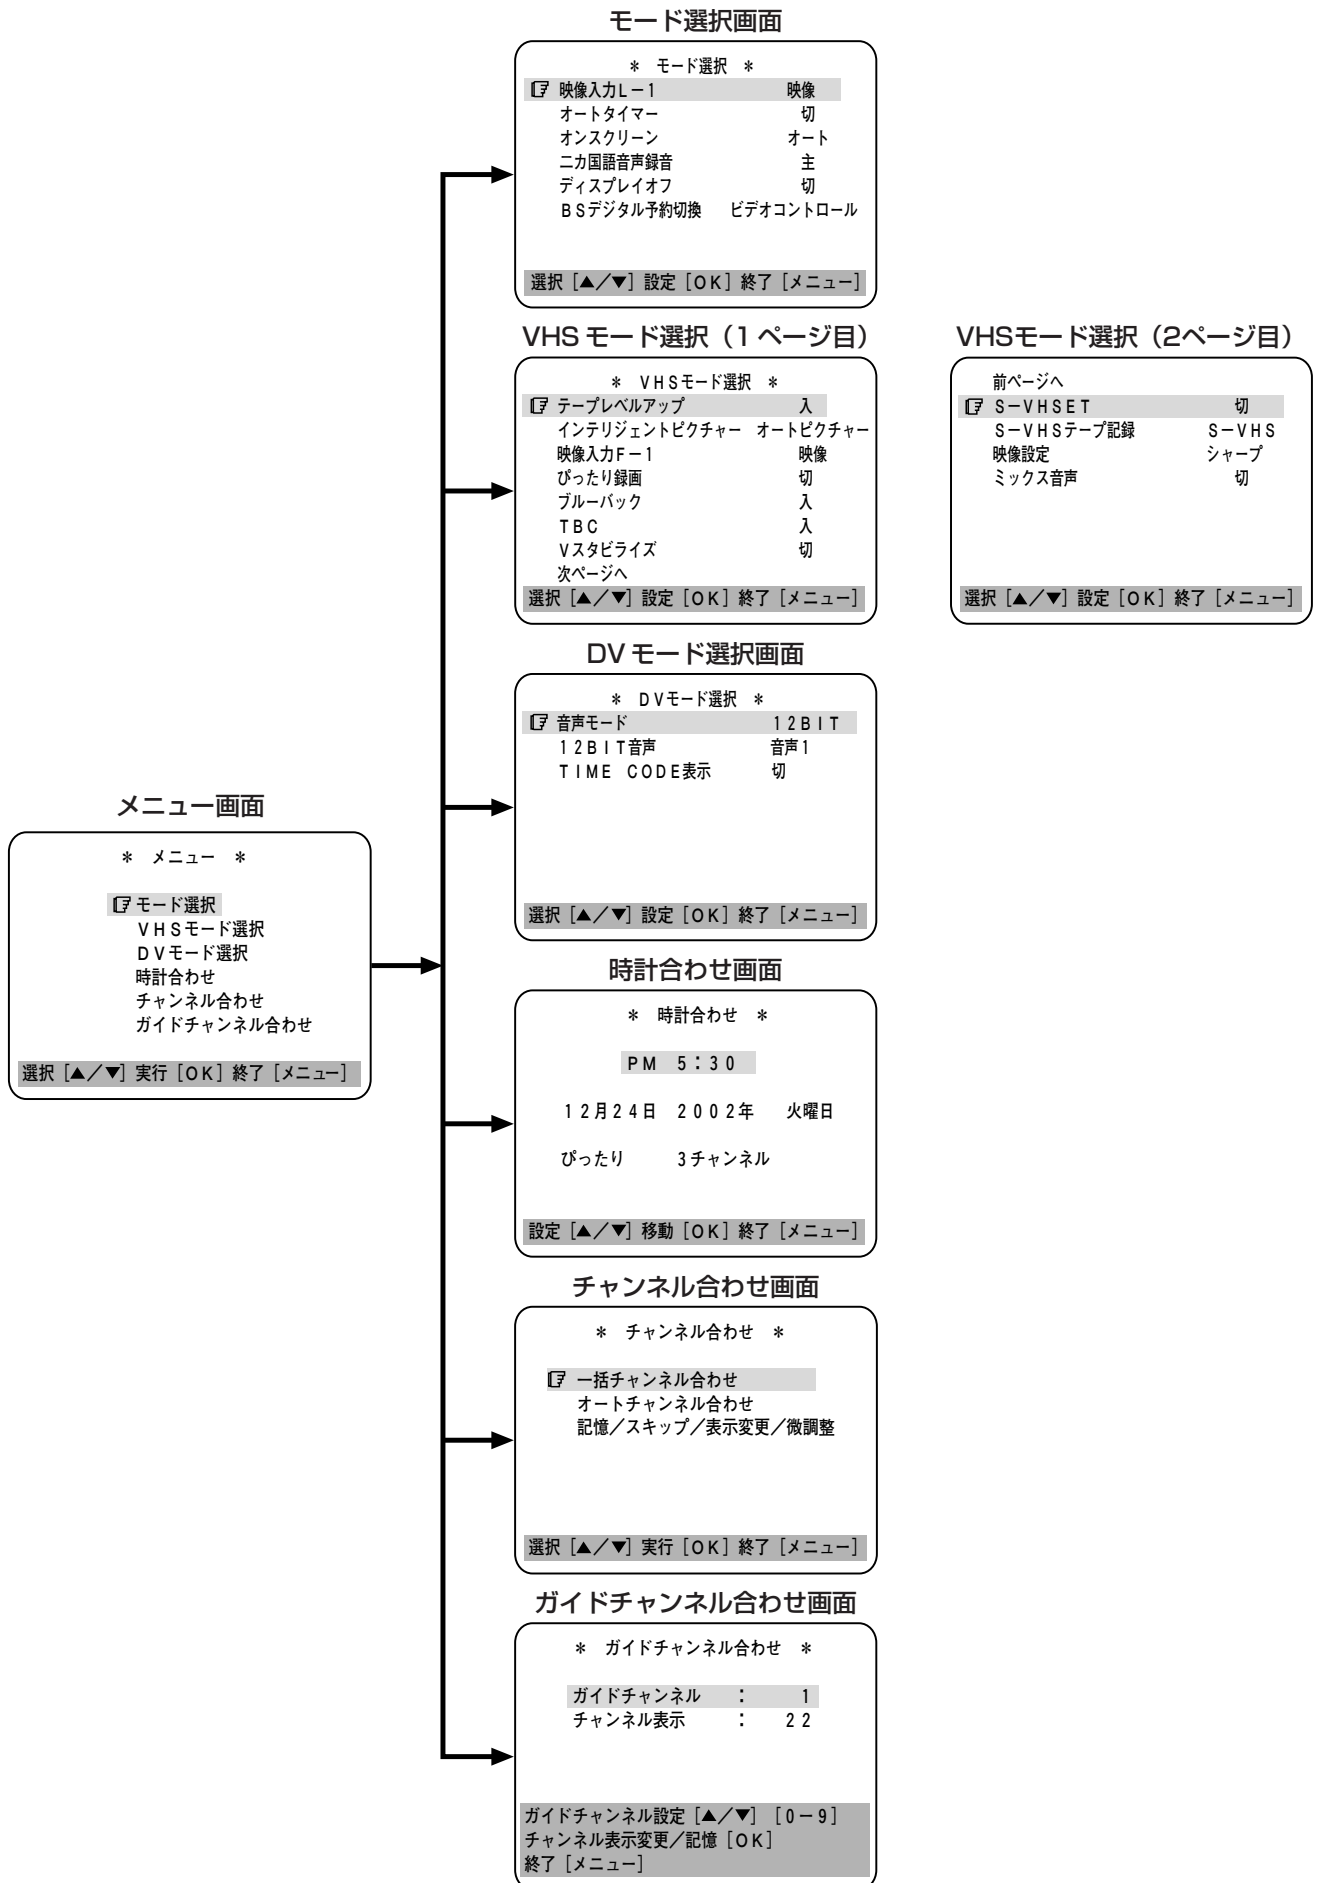 モード選択画面
＊ モード選択 ＊
映像入力Ｌ－１ 映像
オートタイマー 切
オンスクリーン オート
二カ国語音声録音 主
ディスプレイオフ 切
ＢＳデジタル予約切換 ビデオコントロール
選択［▲／▼］設定［ＯＫ］終了［メニュー］
VHS モード選択（1 ページ目）
＊ ＶＨＳモード選択 ＊
テープレベルアップ 入
インテリジェントピクチャー オートピクチャー
映像入力Ｆ－１ 映像
ぴったり録画 切
ブルーバック 入
ＴＢＣ 入
Ｖスタビライズ 切
次ページへ
選択［▲／▼］設定［ＯＫ］終了［メニュー］
VHSモード選択（2ページ目）
前ページへ
Ｓ－ＶＨＳＥＴ 切
Ｓ－ＶＨＳテープ記録 Ｓ－ＶＨＳ
映像設定 シャープ
ミックス音声 切
選択［▲／▼］設定［ＯＫ］終了［メニュー］
DV モード選択画面
＊ ＤＶモード選択 ＊
音声モード １２ＢＩＴ
１２ＢＩＴ音声 音声１
ＴＩＭＥ ＣＯＤＥ表示 切
選択［▲／▼］設定［ＯＫ］終了［メニュー］
メニュー画面
＊ メニュー ＊
モード選択
ＶＨＳモード選択
ＤＶモード選択
時計合わせ
チャンネル合わせ
ガイドチャンネル合わせ
選択［▲／▼］実行［ＯＫ］終了［メニュー］
時計合わせ画面
＊ 時計合わせ ＊
ＰＭ ５：３０
１２月２４日 ２００２年 火曜日
ぴったり ３チャンネル
設定［▲／▼］移動［ＯＫ］終了［メニュー］
チャンネル合わせ画面
＊ チャンネル合わせ ＊
一括チャンネル合わせ
オートチャンネル合わせ
記憶／スキップ／表示変更／微調整
選択［▲／▼］実行［ＯＫ］終了［メニュー］
ガイドチャンネル合わせ画面
＊ ガイドチャンネル合わせ ＊
ガイドチャンネル ： １
チャンネル表示 ： ２２
ガイドチャンネル設定［▲／▼］［０－９］
チャンネル表示変更／記憶［ＯＫ］
終了［メニュー］